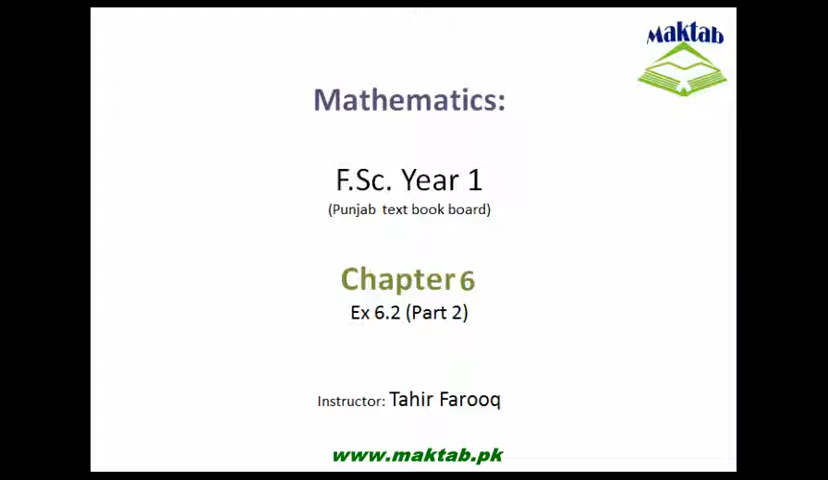 Maktab
Mathematics:
F.Sc. Year 1
(Punjab text book board)
Chapter 6
Ex 6.2 (Part 2)
Instructor: Tahir Farooq
www.maktab.pk